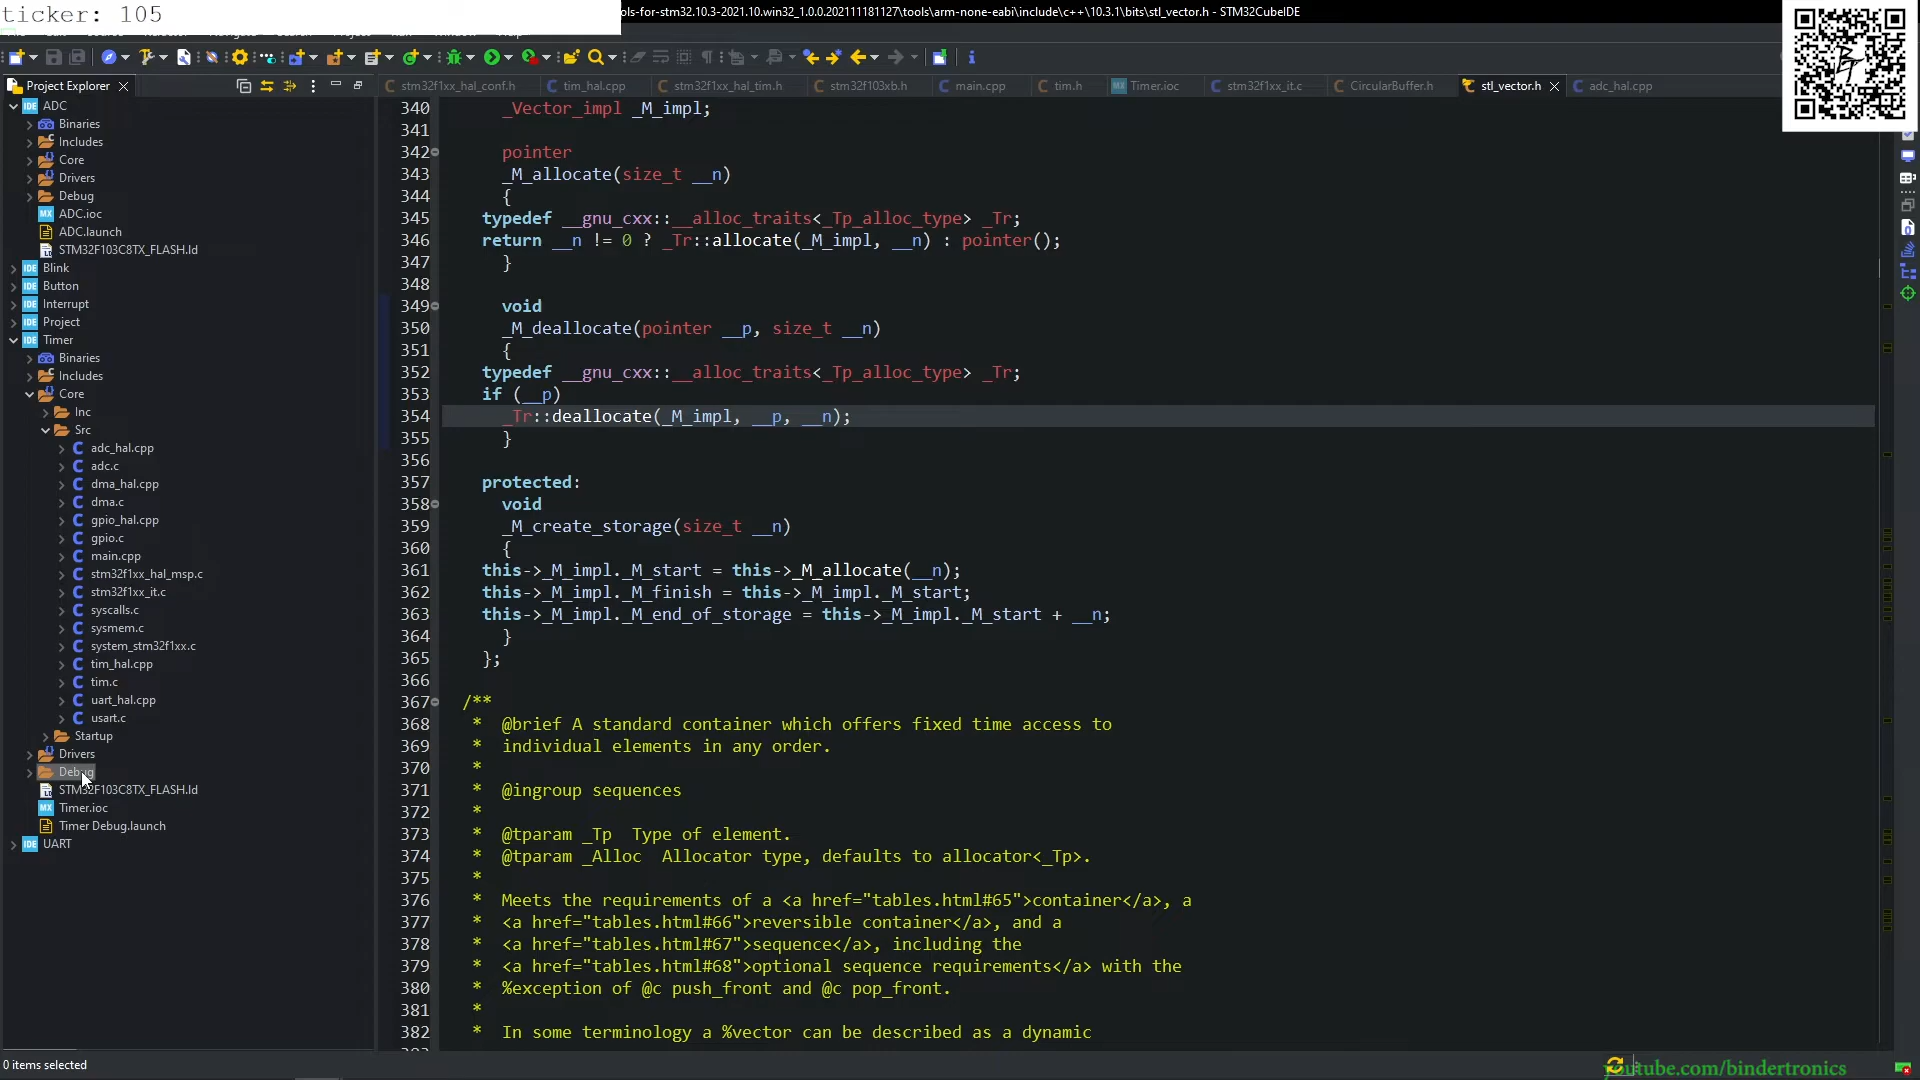 ticker: 105
ols-for-stm32.10.3-2021.10.win32_1.0.0.202111181127\tools\arm-none-eabi\include\c++\10.3.1\bits\stl_vector.h - STM32CubeIDE
Project Explorer
stm32f1xx_hal_conf.h
tim_hal.cpp
stm32f1xx_hal_tim.h
stm32f103xb.h
main.cpp
tim.h
Timer.ioc
stm32f1xx_it.c
CircularBuffer.h
stl_vector.h
adc_hal.cpp
ADC
Binaries
Includes
Core
Drivers
Debug
ADC.ioc
ADC.launch
STM32F103C8TX_FLASH.ld
Blink
Button
Interrupt
Project
Timer
Binaries
Includes
Core
Inc
Src
adc_hal.cpp
adc.c
dma_hal.cpp
dma.c
gpio_hal.cpp
gpio.c
main.cpp
stm32f1xx_hal_msp.c
stm32f1xx_it.c
syscalls.c
sysmem.c
system_stm32f1xx.c
tim_hal.cpp
tim.c
uart_hal.cpp
usart.c
Startup
Drivers
Debug
STM32F103C8TX_FLASH.ld
Timer.ioc
Timer Debug.launch
UART
340 _Vector_impl _M_impl;
341
342 pointer
343 _M_allocate(size_t __n)
344 {
345 typedef __gnu_cxx::__alloc_traits<_Tp_alloc_type> _Tr;
346 return __n != 0 ? _Tr::allocate(_M_impl, __n) : pointer();
347 }
348
349 void
350 _M_deallocate(pointer __p, size_t __n)
351 {
352 typedef __gnu_cxx::__alloc_traits<_Tp_alloc_type> _Tr;
353 if (__p)
354 _Tr::deallocate(_M_impl, __p, __n);
355 }
356
357 protected:
358 void
359 _M_create_storage(size_t __n)
360 {
361 this->_M_impl._M_start = this->_M_allocate(__n);
362 this->_M_impl._M_finish = this->_M_impl._M_start;
363 this->_M_impl._M_end_of_storage = this->_M_impl._M_start + __n;
364 }
365 };
366
367 /**
368 * @brief A standard container which offers fixed time access to
369 * individual elements in any order.
370 *
371 * @ingroup sequences
372 *
373 * @tparam _Tp Type of element.
374 * @tparam _Alloc Allocator type, defaults to allocator<_Tp>.
375 *
376 * Meets the requirements of a <a href="tables.html#65">container</a>, a
377 * <a href="tables.html#66">reversible container</a>, and a
378 * <a href="tables.html#67">sequence</a>, including the
379 * <a href="tables.html#68">optional sequence requirements</a> with the
380 * %exception of @c push_front and @c pop_front.
381 *
382 * In some terminology a %vector can be described as a dynamic
0 items selected
youtube.com/bindertronics